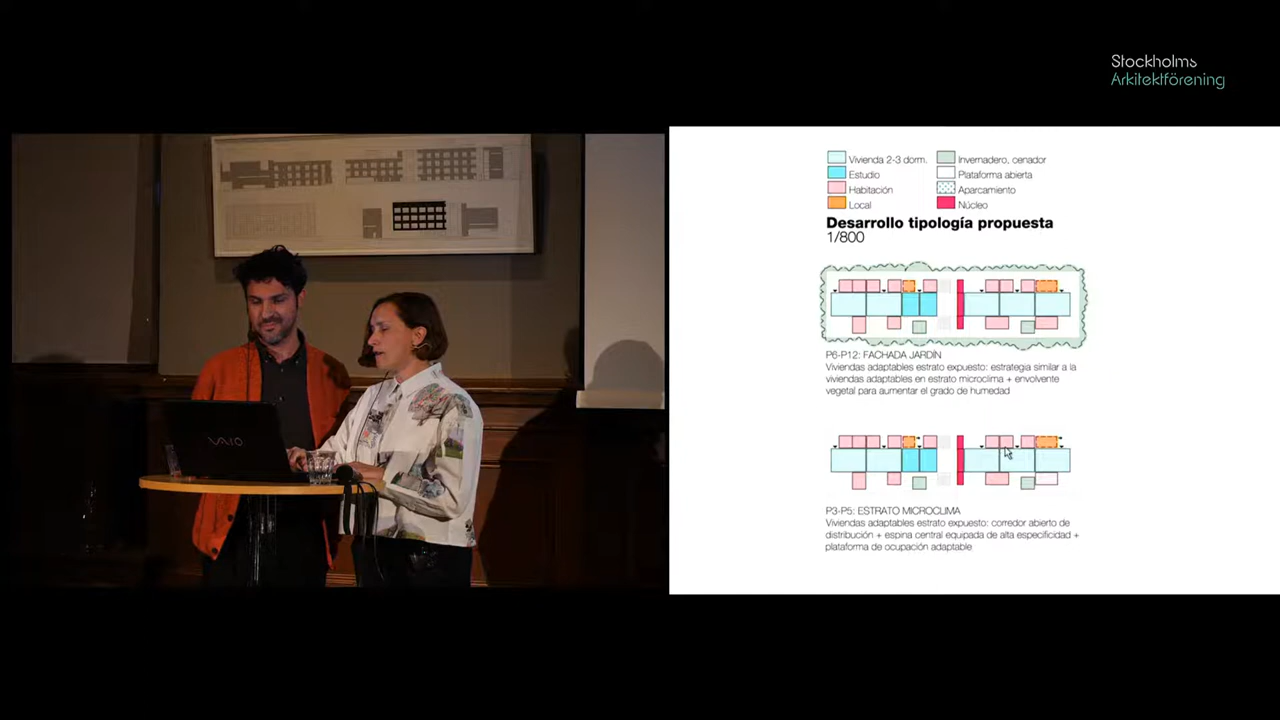 Stockholms
Arkitektförening
VAIO
Vivienda 2-3 dorm.
Estudio
Habitación
Local
Invernadero, cenador
Plataforma abierta
Aparcamiento
Núcleo
Desarrollo tipología propuesta
1/800
P6-P12: FACHADA JARDÍN
Viviendas adaptables estrato expuesto: estrategia similar a la
viviendas adaptables en estrato microclima + envolvente
vegetal para aumentar el grado de humedad
P3-P5: ESTRATO MICROCLIMA
Viviendas adaptables estrato expuesto: corredor abierto de
distribución + espina central equipada de alta especificidad +
plataforma de ocupación adaptable